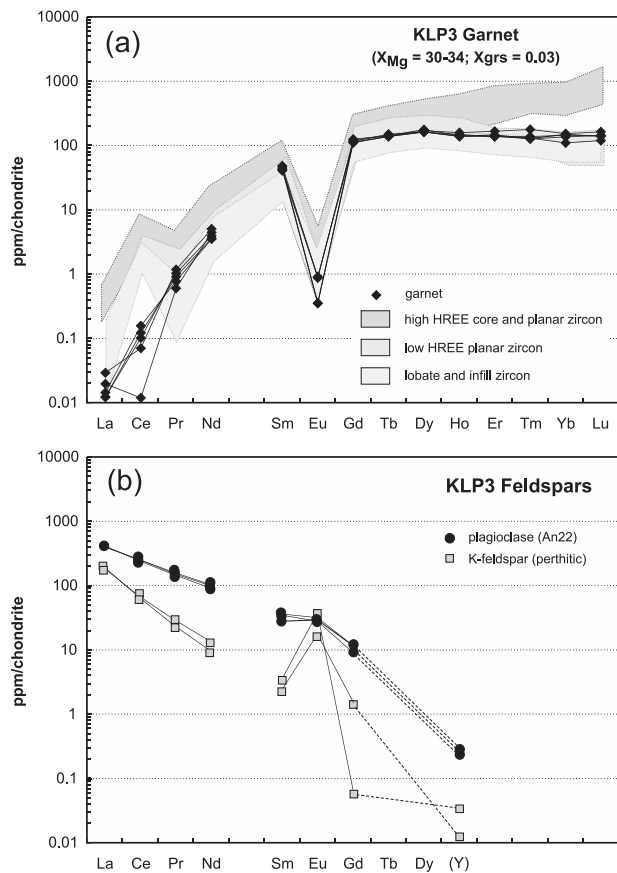 (a)
KLP3 Garnet
(XMg = 30-34; Xgrs = 0.03)
10000
1000
100
10
1
0.1
0.01
ppm/chondrite
garnet
high HREE core and planar zircon
low HREE planar zircon
lobate and infill zircon
La Ce Pr Nd Sm Eu Gd Tb Dy Ho Er Tm Yb Lu
(b)
KLP3 Feldspars
10000
1000
100
10
1
0.1
0.01
ppm/chondrite
plagioclase (An22)
K-feldspar (perthitic)
La Ce Pr Nd Sm Eu Gd Tb Dy (Y)